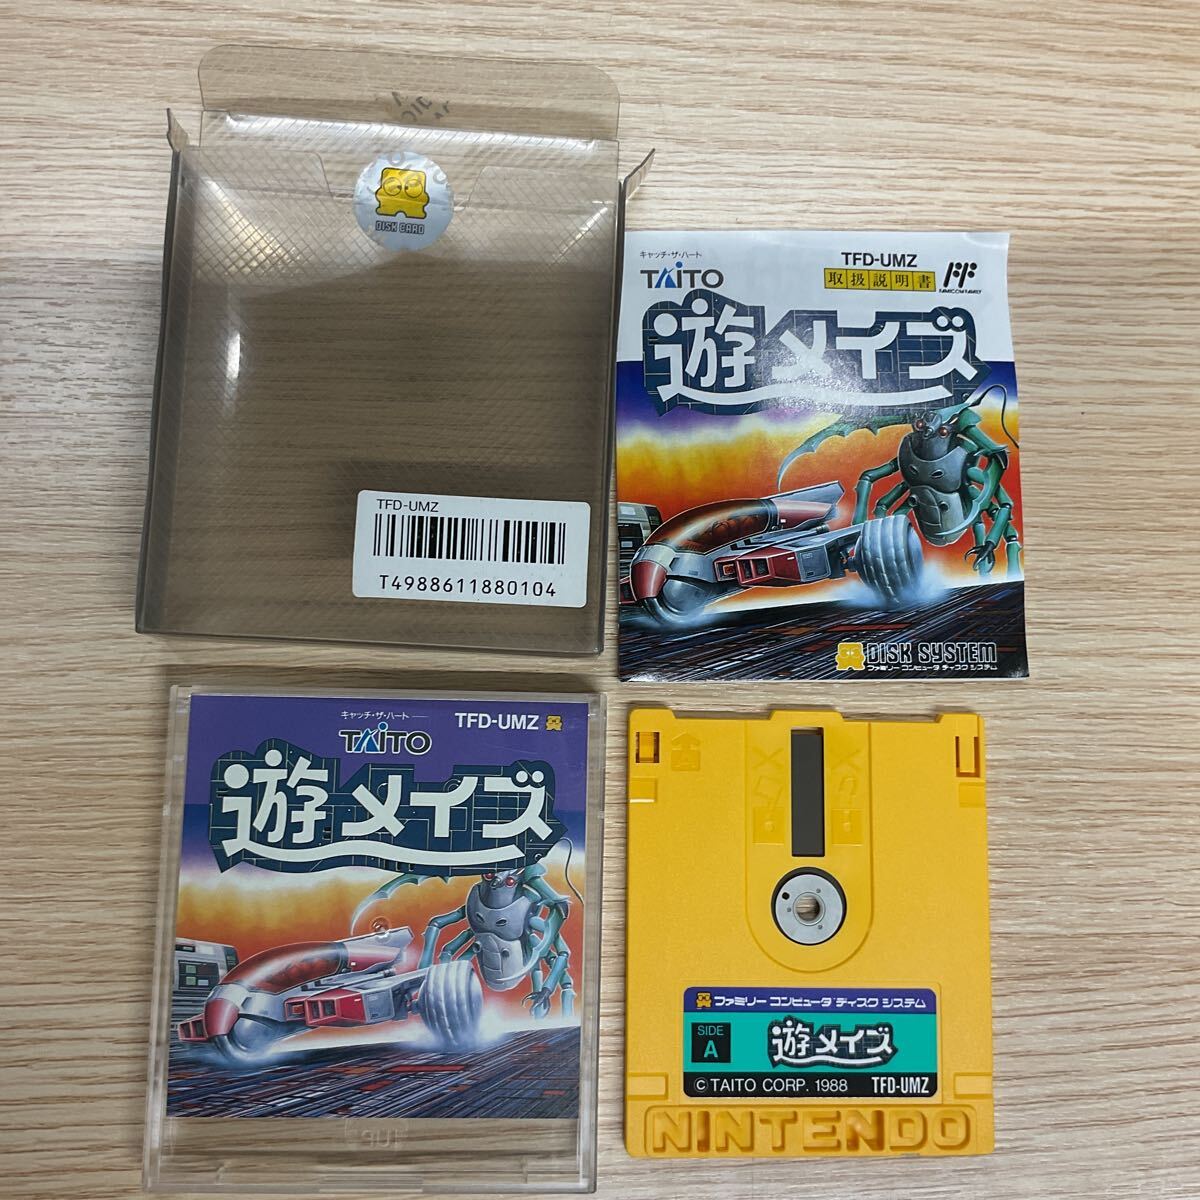 DISK CARD
TFD-UMZ
T4988611880104
キャッチ・ザ・ハート
TAITO
TFD-UMZ
取扱説明書
FAMICOM FAMILY
遊メイズ
DISK SYSTEM
ファミリー コンピュータ ディスク システム
キャッチ・ザ・ハート
TAITO
TFD-UMZ
遊メイズ
ファミリー コンピュータ ディスク システム
SIDE
A
遊メイズ
© TAITO CORP. 1988 TFD-UMZ
NINTENDO